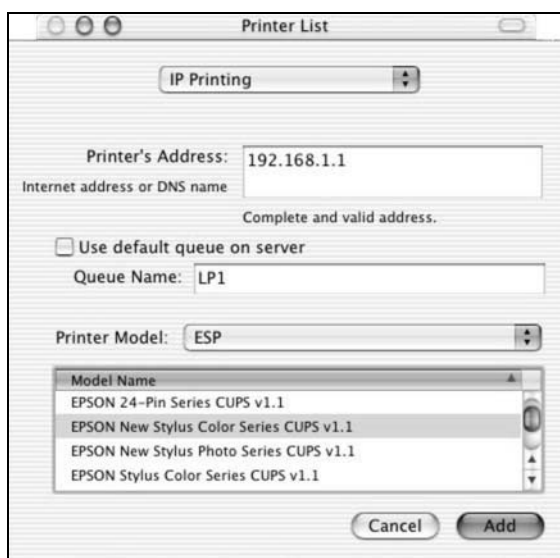 Printer List
IP Printing
Printer's Address: 192.168.1.1
Internet address or DNS name
Complete and valid address.
Use default queue on server
Queue Name: LP1
Printer Model: ESP
Model Name
EPSON 24-Pin Series CUPS v1.1
EPSON New Stylus Color Series CUPS v1.1
EPSON New Stylus Photo Series CUPS v1.1
EPSON Stylus Color Series CUPS v1.1
Cancel Add